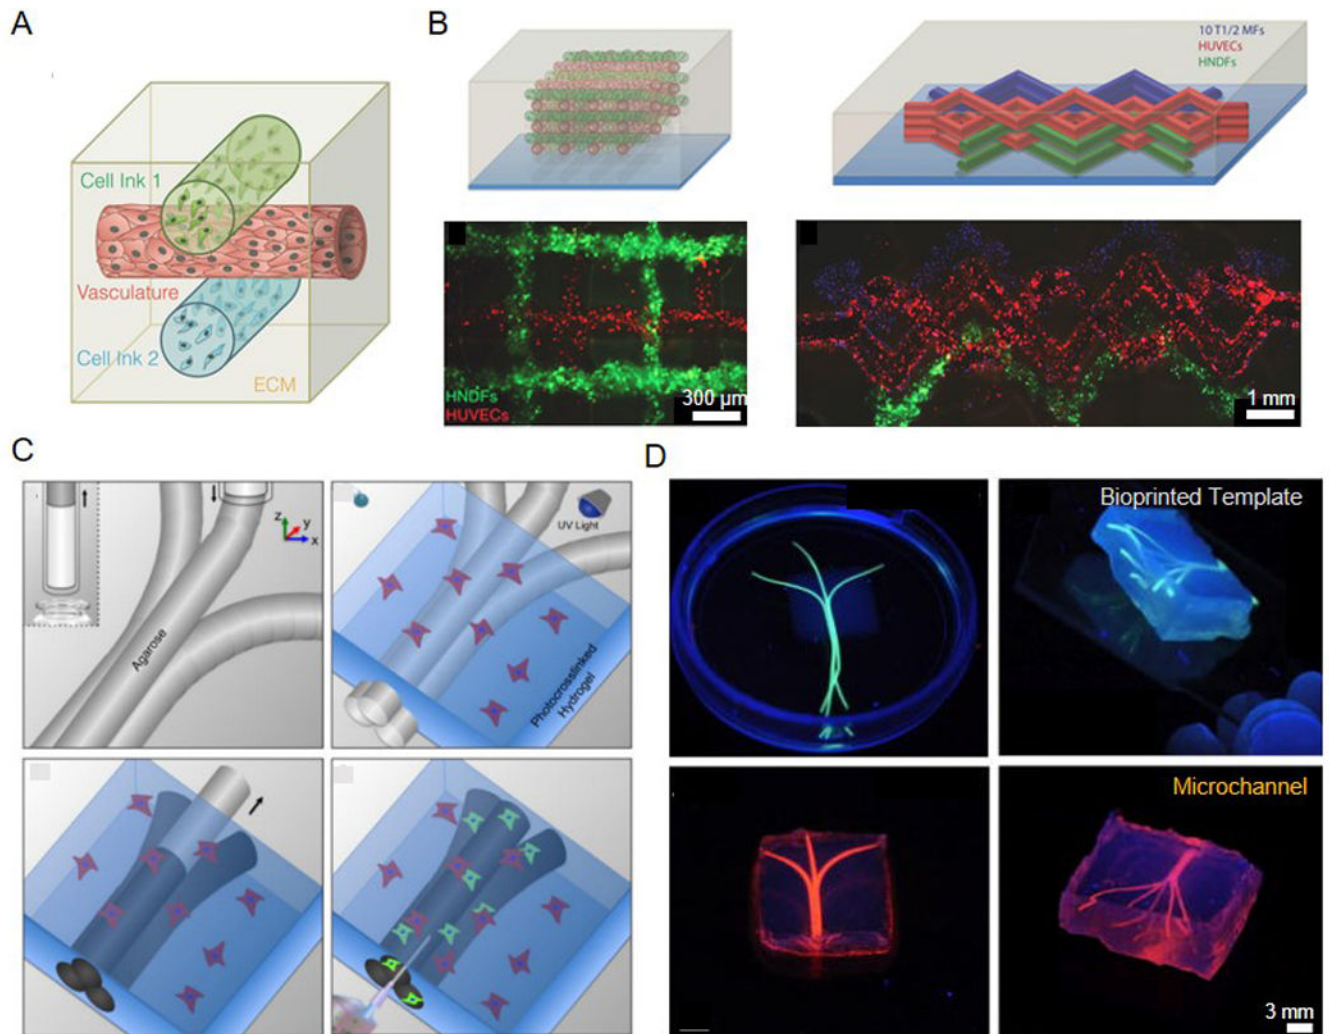 A
B
Cell Ink 1
Vasculature
Cell Ink 2
ECM
10 T1/2 MFs
HUVECs
HNDFs
HNDFs
HUVECs
300 µm
1 mm
C
D
z
y
x
Agarose
UV Light
Photocrosslinked
Hydrogel
Bioprinted Template
Microchannel
3 mm